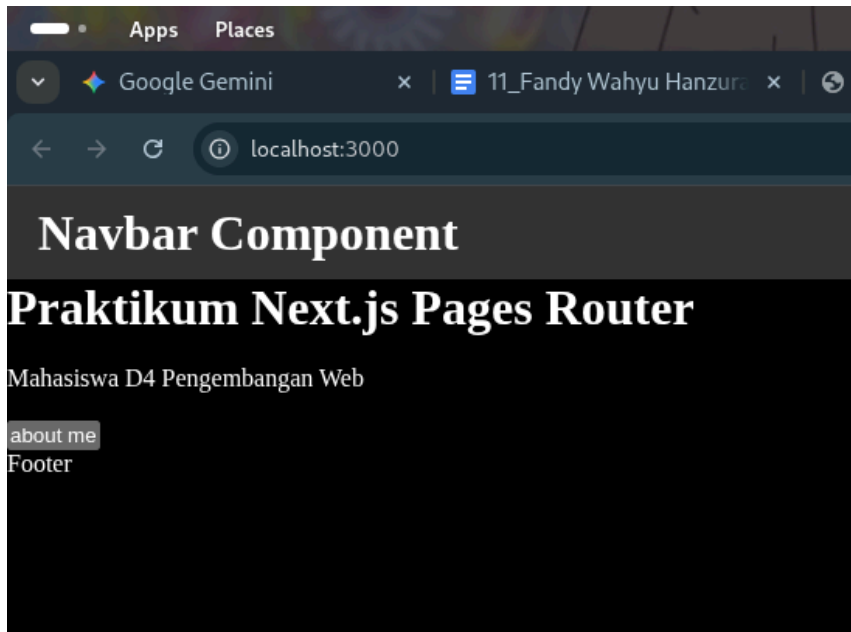 Apps Places
Google Gemini 11_Fandy Wahyu Hanzura
localhost:3000
Navbar Component
Praktikum Next.js Pages Router
Mahasiswa D4 Pengembangan Web
about me
Footer